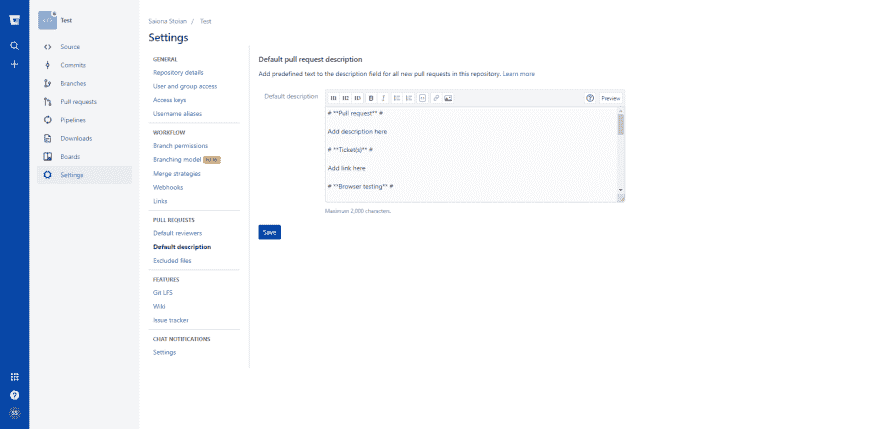 Test
Source
Commits
Branches
Pull requests
Pipelines
Downloads
Boards
Settings
Saiona Stoian / Test
Settings
GENERAL
Repository details
User and group access
Access keys
Username aliases
WORKFLOW
Branch permissions
Branching model
Merge strategies
Webhooks
Links
PULL REQUESTS
Default reviewers
Default description
Excluded files
FEATURES
Git LFS
Wiki
Issue tracker
CHAT NOTIFICATIONS
Settings
Default pull request description
Add predefined text to the description field for all new pull requests in this repository. Learn more
Default description
H1 H2 H3 B I Preview
# **Pull request** #
Add description here
# **Ticket(s)** #
Add link here
# **Browser testing** #
Maximum 2,000 characters.
Save